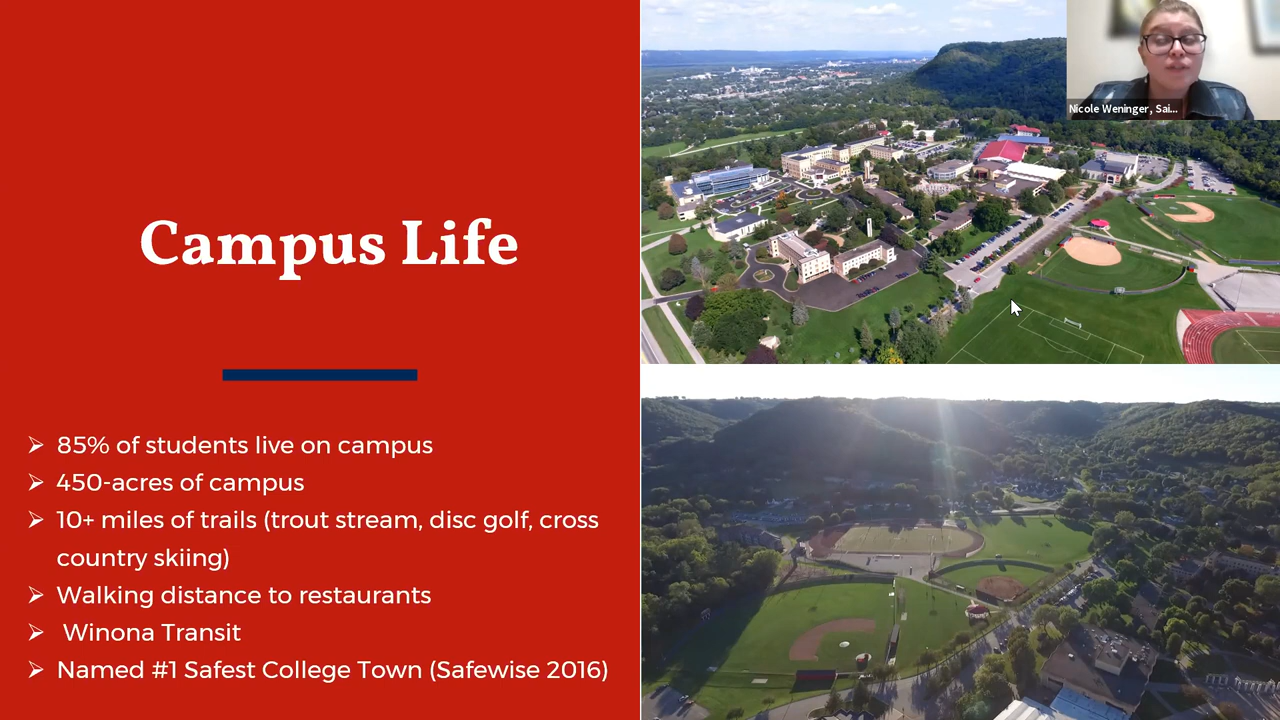 Campus Life
➢ 85% of students live on campus
➢ 450-acres of campus
➢ 10+ miles of trails (trout stream, disc golf, cross
country skiing)
➢ Walking distance to restaurants
➢ Winona Transit
➢ Named #1 Safest College Town (Safewise 2016)
Nicole Weninger, Sai...